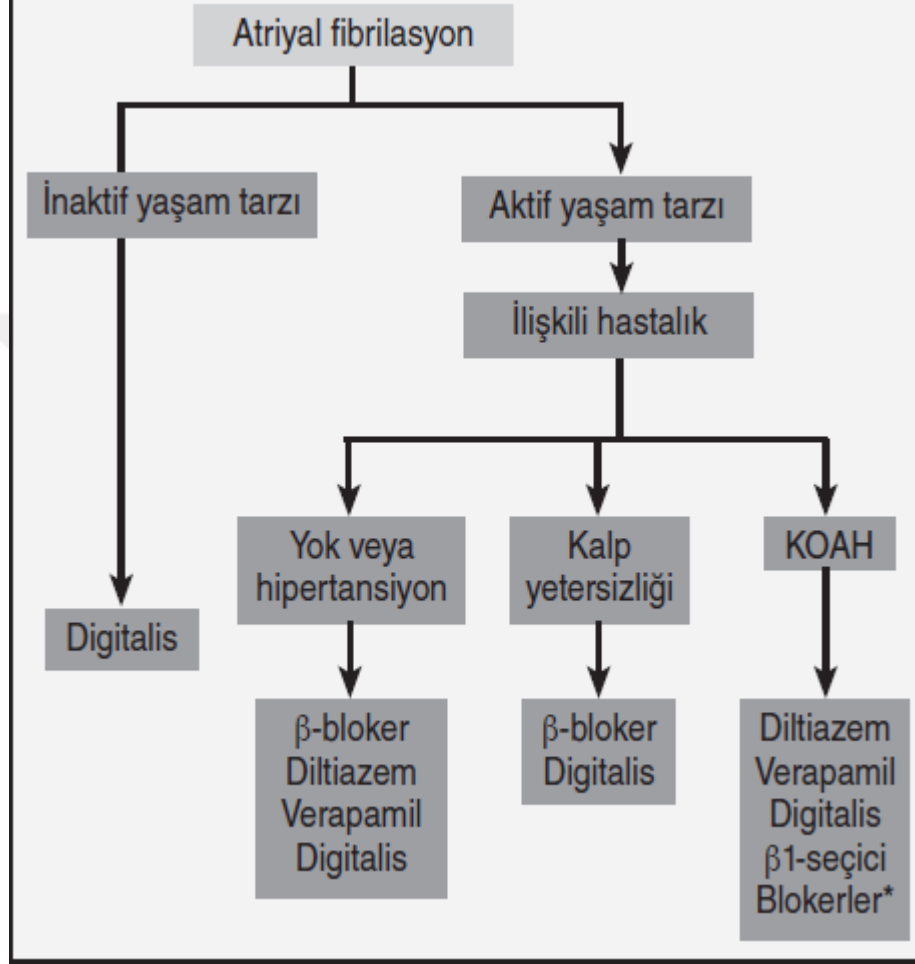 Atriyal fibrilasyon
İnaktif yaşam tarzı
Aktif yaşam tarzı
İlişkili hastalık
Yok veya
hipertansiyon
Kalp
yetersizliği
KOAH
Digitalis
β-bloker
Diltiazem
Verapamil
Digitalis
β-bloker
Digitalis
Diltiazem
Verapamil
Digitalis
β1-seçici
Blokerler*